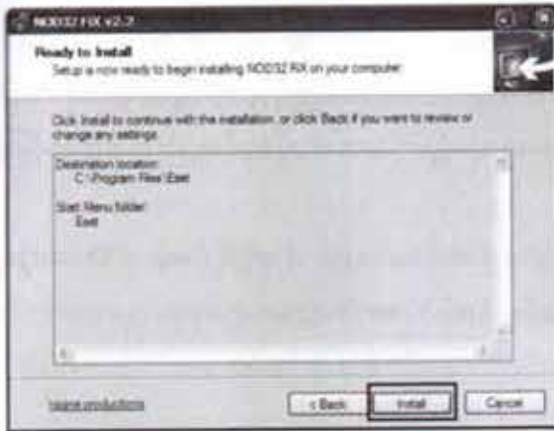 NOD32 FIX v2.2
Ready to Install
Setup is now ready to begin installing NOD32 FIX on your computer.
Click Install to continue with the installation, or click Back if you want to review or
change any settings.
Destination location:
C:\Program Files\Eset
Start Menu folder:
Eset
productions
< Back
Install
Cancel